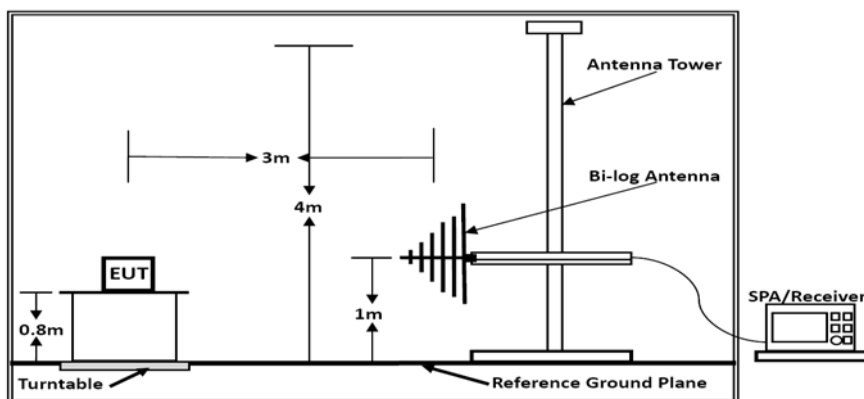 Antenna Tower
3m
Bi-log Antenna
4m
EUT
SPA/Receiver
0.8m
1m
Turntable
Reference Ground Plane